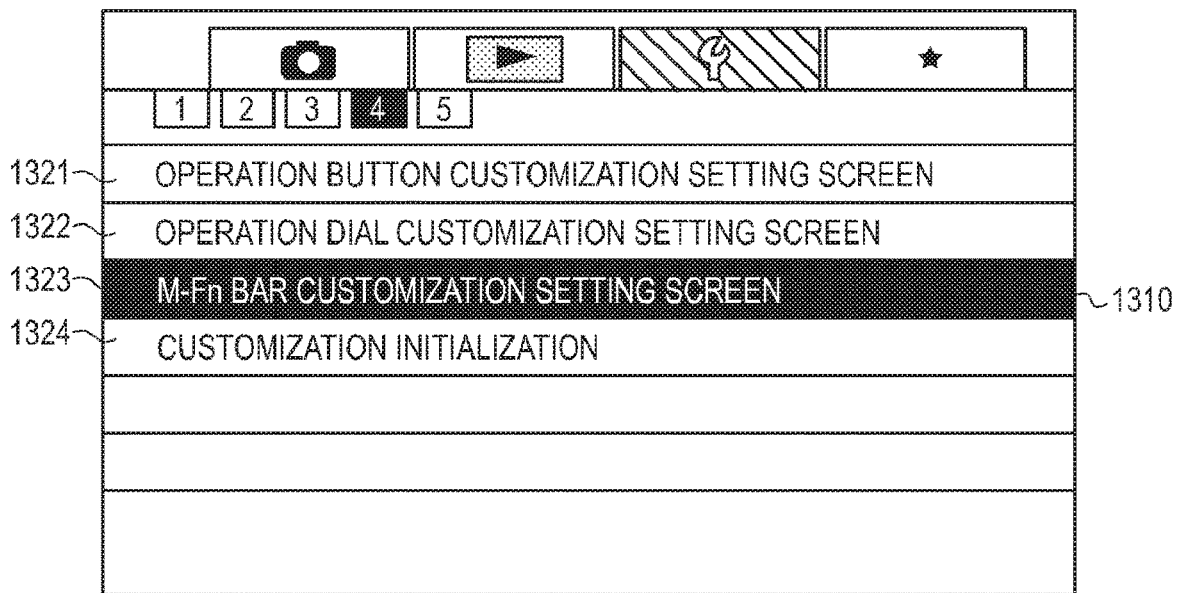 1 2 3 4 5
1321 OPERATION BUTTON CUSTOMIZATION SETTING SCREEN
1322 OPERATION DIAL CUSTOMIZATION SETTING SCREEN
1323 M-Fn BAR CUSTOMIZATION SETTING SCREEN 1310
1324 CUSTOMIZATION INITIALIZATION